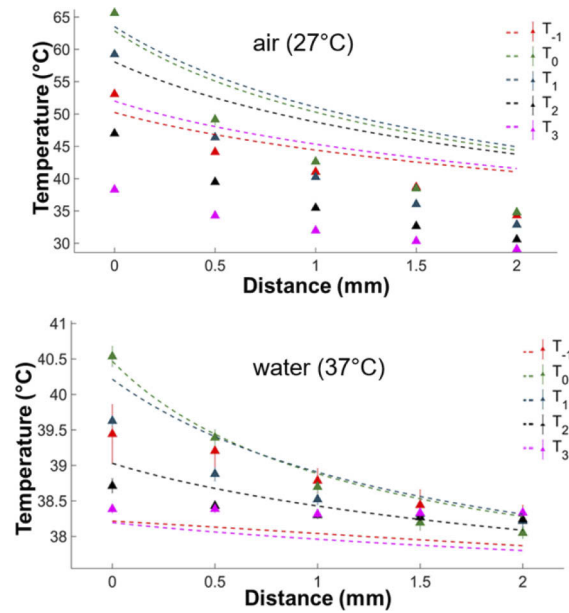 air (27°C)
Temperature (°C)
65
60
55
50
45
40
35
30
0
0.5
1
1.5
2
Distance (mm)
T-1
T0
T1
T2
T3
water (37°C)
Temperature (°C)
41
40.5
40
39.5
39
38.5
38
0
0.5
1
1.5
2
Distance (mm)
T-1
T0
T1
T2
T3